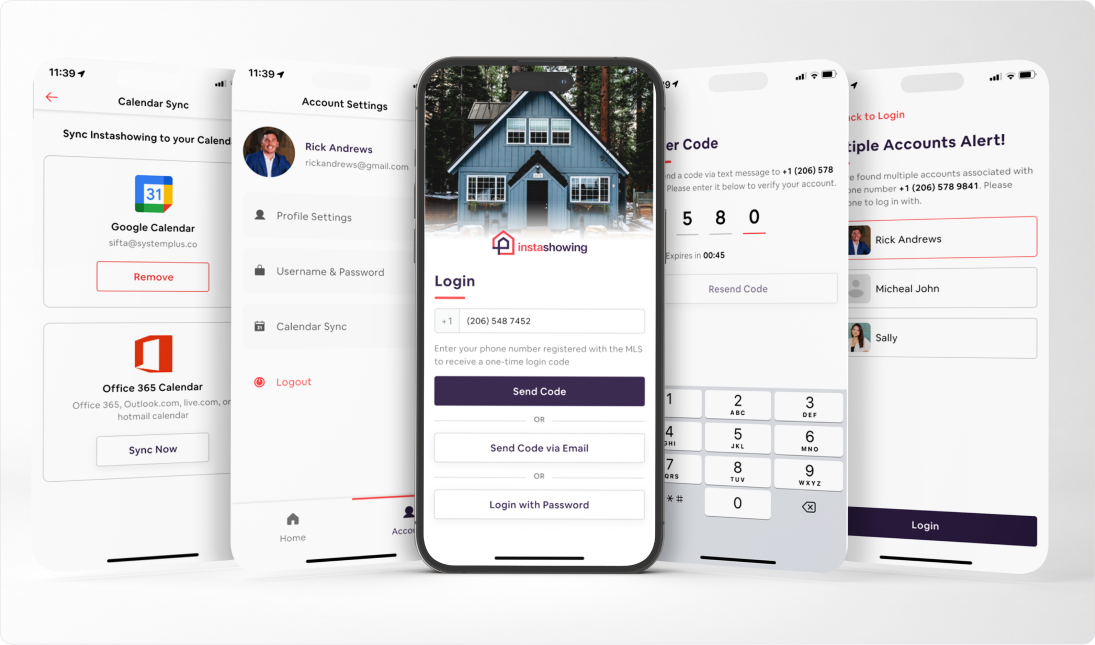 11:39
Calendar Sync
Sync Instashowing to your Calend
31
Google Calendar
sifta@systemplus.co
Remove
Office 365 Calendar
Office 365, Outlook.com, live.com, or
hotmail calendar
Sync Now
11:39
Account Settings
Rick Andrews
rickandrews@gmail.com
Profile Settings
Username & Password
Calendar Sync
Logout
Home
Accou
instashowing
Login
+1
(206) 548 7452
Enter your phone number registered with the MLS
to receive a one-time login code
Send Code
OR
Send Code via Email
OR
Login with Password
9
er Code
nd a code via text message to +1 (206) 578
Please enter it below to verify your account.
5 8 0
Expires in 00:45
Resend Code
1
2
ABC
3
DEF
4
GHI
5
JKL
6
MNO
7
PQRS
8
TUV
9
WXYZ
* #
0
ck to Login
tiple Accounts Alert!
e found multiple accounts associated with
one number +1 (206) 578 9841. Please
one to log in with.
Rick Andrews
Micheal John
Sally
Login